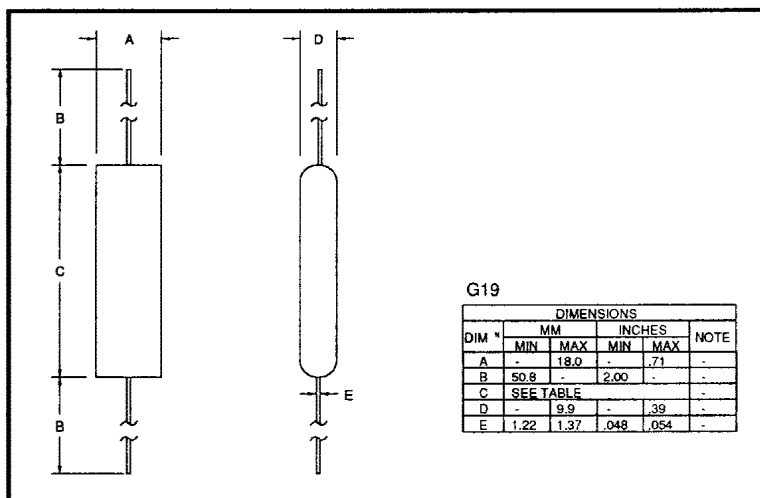 A
D
B
C
B
E
G19
DIMENSIONS
DIM MM INCHES NOTE
MIN MAX MIN MAX
A - 18.0 - .71 -
B 50.8 - 2.00 - -
C SEE TABLE -
D - 9.9 - .39 -
E 1.22 1.37 .048 .054 -